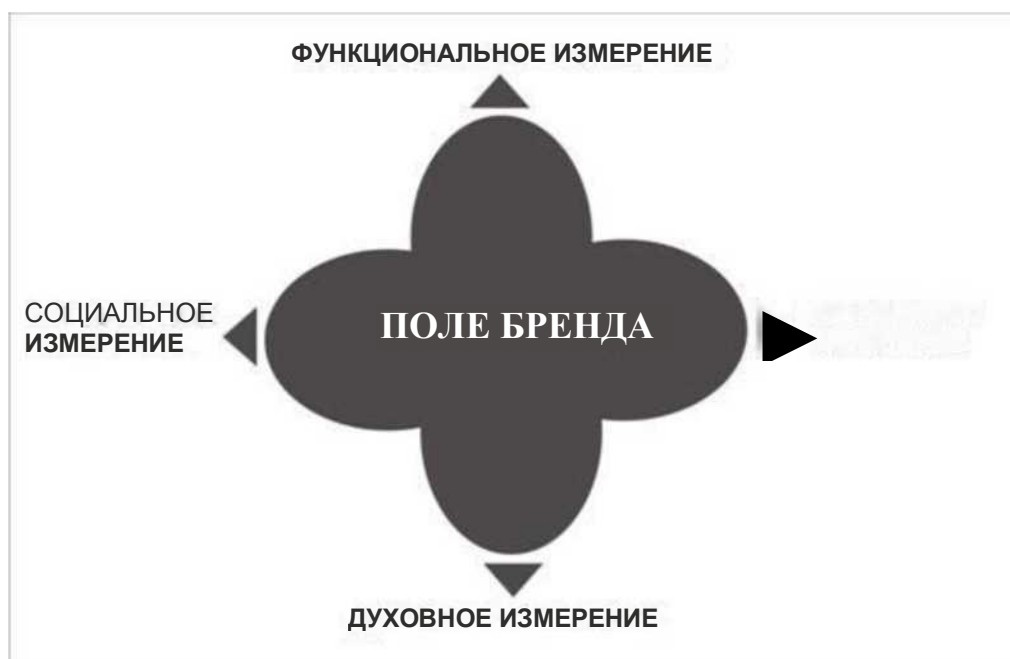 ФУНКЦИОНАЛЬНОЕ ИЗМЕРЕНИЕ
СОЦИАЛЬНОЕ
ИЗМЕРЕНИЕ
ПОЛЕ БРЕНДА
ДУХОВНОЕ ИЗМЕРЕНИЕ